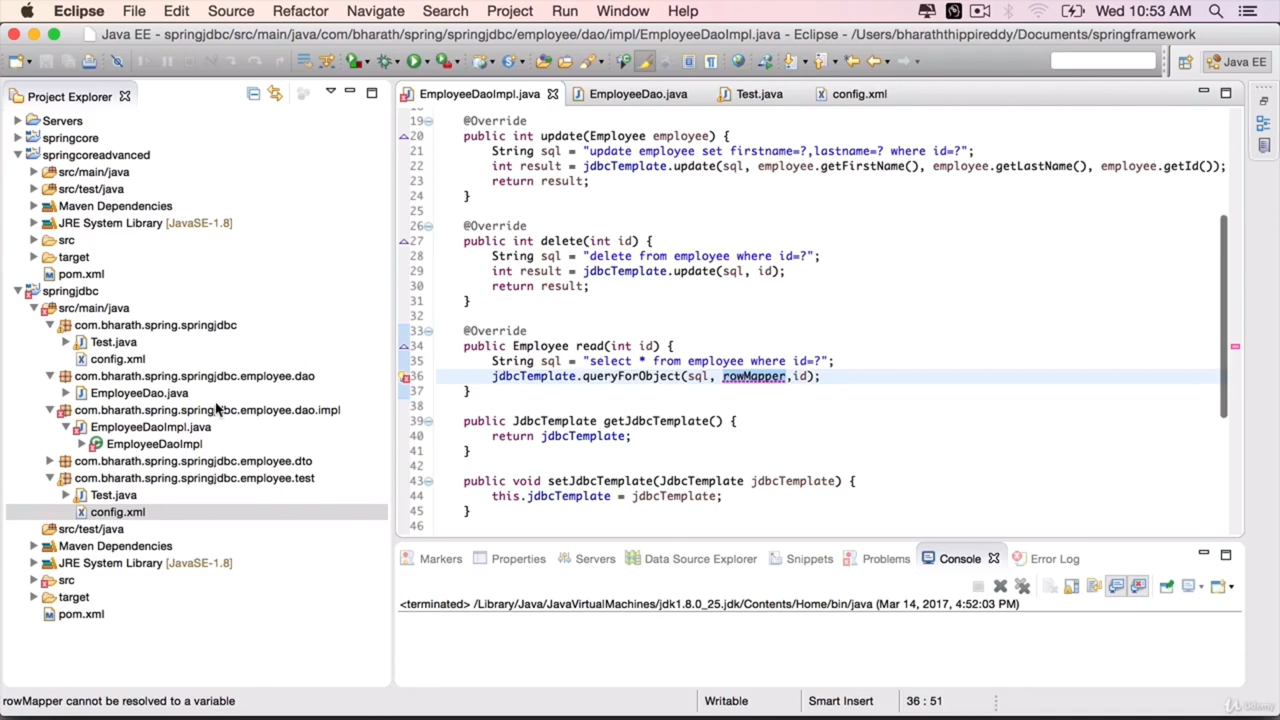 Eclipse File Edit Source Refactor Navigate Search Project Run Window Help Wed 10:53 AM
Java EE - springjdbc/src/main/java/com/bharath/spring/springjdbc/employee/dao/impl/EmployeeDaoImpl.java - Eclipse - /Users/bharaththippireddy/Documents/springframework
Java EE
Project Explorer
Servers
springcore
springcoreadvanced
src/main/java
src/test/java
Maven Dependencies
JRE System Library [JavaSE-1.8]
src
target
pom.xml
springjdbc
src/main/java
com.bharath.spring.springjdbc
Test.java
config.xml
com.bharath.spring.springjdbc.employee.dao
EmployeeDao.java
com.bharath.spring.springjdbc.employee.dao.impl
EmployeeDaoImpl.java
EmployeeDaoImpl
com.bharath.spring.springjdbc.employee.dto
com.bharath.spring.springjdbc.employee.test
Test.java
config.xml
src/test/java
Maven Dependencies
JRE System Library [JavaSE-1.8]
src
target
pom.xml
EmployeeDaoImpl.java EmployeeDao.java Test.java config.xml
19 @Override
20 public int update(Employee employee) {
21 String sql = "update employee set firstname=?,lastname=? where id=?";
22 int result = jdbcTemplate.update(sql, employee.getFirstName(), employee.getLastName(), employee.getId());
23 return result;
24 }
25
26 @Override
27 public int delete(int id) {
28 String sql = "delete from employee where id=?";
29 int result = jdbcTemplate.update(sql, id);
30 return result;
31 }
33 @Override
34 public Employee read(int id) {
35 String sql = "select * from employee where id=?";
36 jdbcTemplate.queryForObject(sql, rowMapper,id);
37 }
38
39 public JdbcTemplate getJdbcTemplate() {
40 return jdbcTemplate;
41 }
42
43 public void setJdbcTemplate(JdbcTemplate jdbcTemplate) {
44 this.jdbcTemplate = jdbcTemplate;
45 }
46
Markers Properties Servers Data Source Explorer Snippets Problems Console Error Log
<terminated> /Library/Java/JavaVirtualMachines/jdk1.8.0_25.jdk/Contents/Home/bin/java (Mar 14, 2017, 4:52:03 PM)
rowMapper cannot be resolved to a variable Writable Smart Insert 36 : 51
Udemy